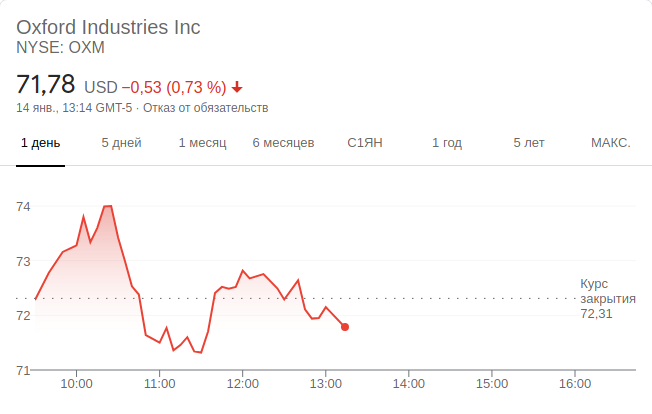 Oxford Industries Inc
NYSE: OXM
71,78 USD −0,53 (0,73 %)
14 янв., 13:14 GMT-5 · Отказ от обязательств
1 день 5 дней 1 месяц 6 месяцев С1ЯН 1 год 5 лет МАКС.
74
73
Курс
закрытия
72,31
72
71
10:00 11:00 12:00 13:00 14:00 15:00 16:00